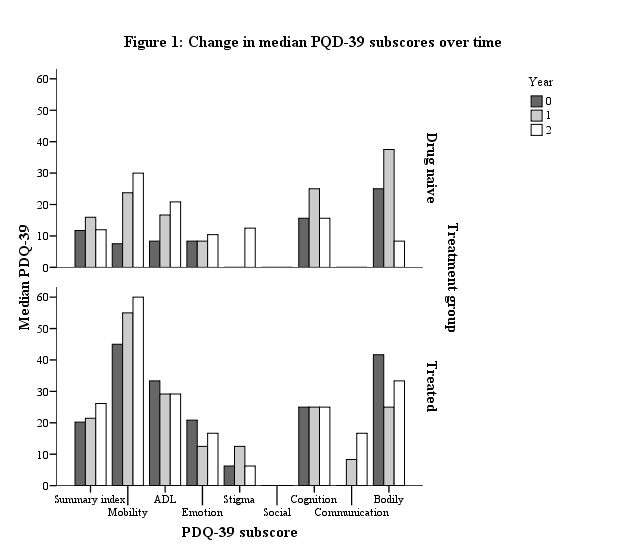 Figure 1: Change in median PQD-39 subscores over time
Year
0
1
2
60
50
40
30
20
10
0
Drug naive
60
50
40
30
20
10
0
Treated
Median PDQ-39
Treatment group
Summary index
Mobility
ADL
Emotion
Stigma
Social
Cognition
Communication
Bodily
PDQ-39 subscore